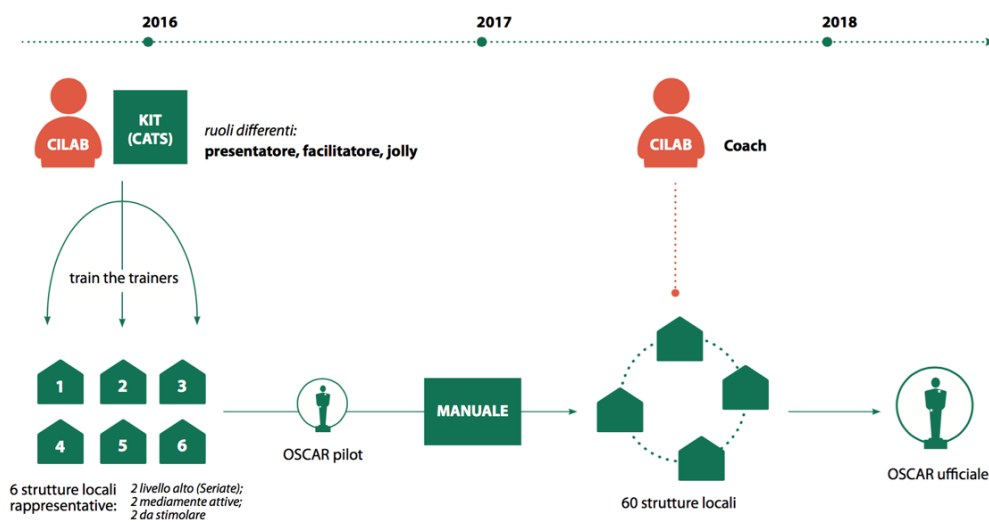 2016
2017
2018
CILAB
KIT
(CATS)
ruoli differenti:
presentatore, facilitatore, jolly
CILAB
Coach
train the trainers
1
2
3
4
5
6
OSCAR pilot
MANUALE
60 strutture locali
OSCAR ufficiale
6 strutture locali
rappresentative:
2 livello alto (Seriate);
2 mediamente attive;
2 da stimolare